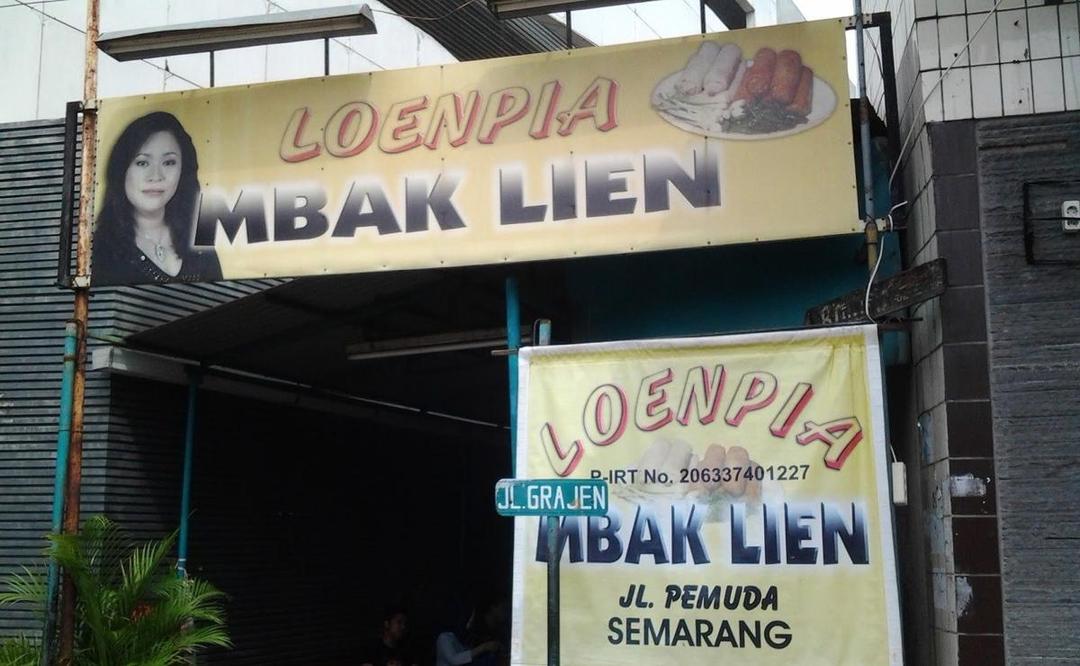 LOENPIA
MBAK LIEN
LOENPIA
P-IRT No. 206337401227
JL.GRAJEN
MBAK LIEN
JL. PEMUDA
SEMARANG